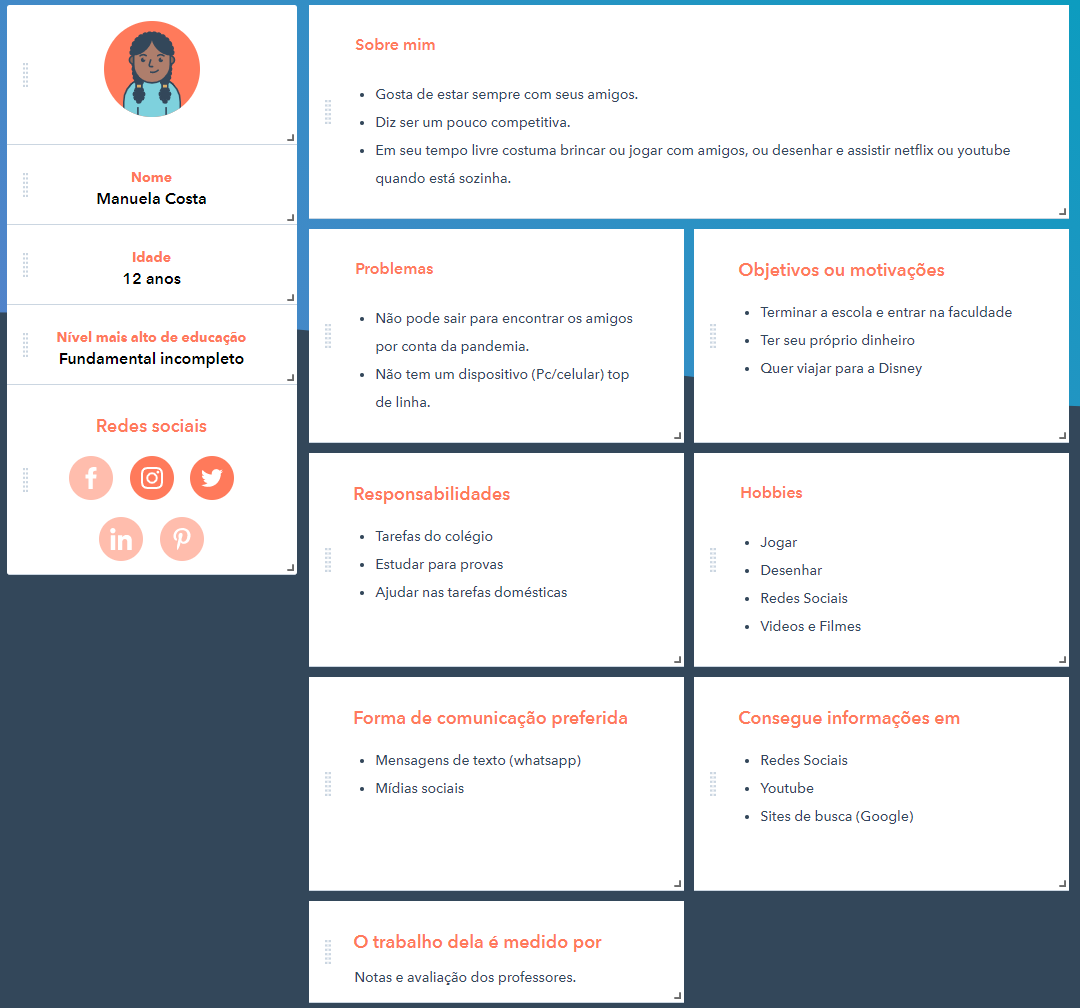 Nome
Manuela Costa
Idade
12 anos
Nível mais alto de educação
Fundamental incompleto
Redes sociais
f
in
Sobre mim
• Gosta de estar sempre com seus amigos.
• Diz ser um pouco competitiva.
• Em seu tempo livre costuma brincar ou jogar com amigos, ou desenhar e assistir netflix ou youtube
quando está sozinha.
Problemas
• Não pode sair para encontrar os amigos
por conta da pandemia.
• Não tem um dispositivo (Pc/celular) top
de linha.
Objetivos ou motivações
• Terminar a escola e entrar na faculdade
• Ter seu próprio dinheiro
• Quer viajar para a Disney
Responsabilidades
• Tarefas do colégio
• Estudar para provas
• Ajudar nas tarefas domésticas
Hobbies
• Jogar
• Desenhar
• Redes Sociais
• Videos e Filmes
Forma de comunicação preferida
• Mensagens de texto (whatsapp)
• Mídias sociais
Consegue informações em
• Redes Sociais
• Youtube
• Sites de busca (Google)
O trabalho dela é medido por
Notas e avaliação dos professores.